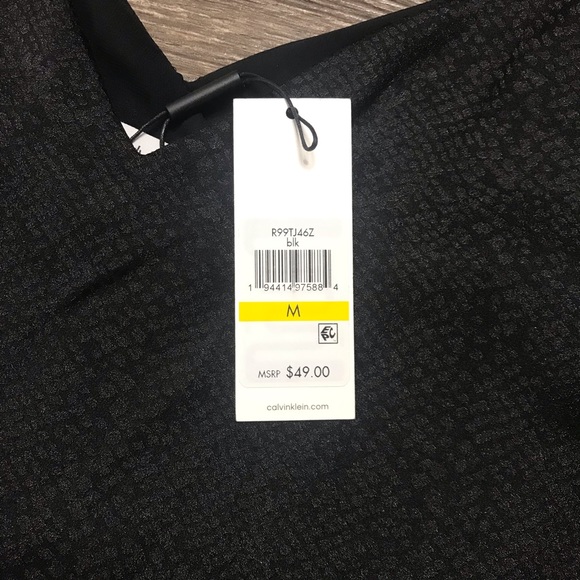 R99TJ46Z
blk
1 94414 97588 4
M
MSRP $49.00
calvinklein.com